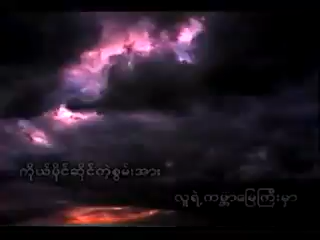 ကိုယ်ပိုင်ဆိုင်တဲ့စွမ်းအား
လူရဲ့ကမ္ဘာမြေကြီးမှာ